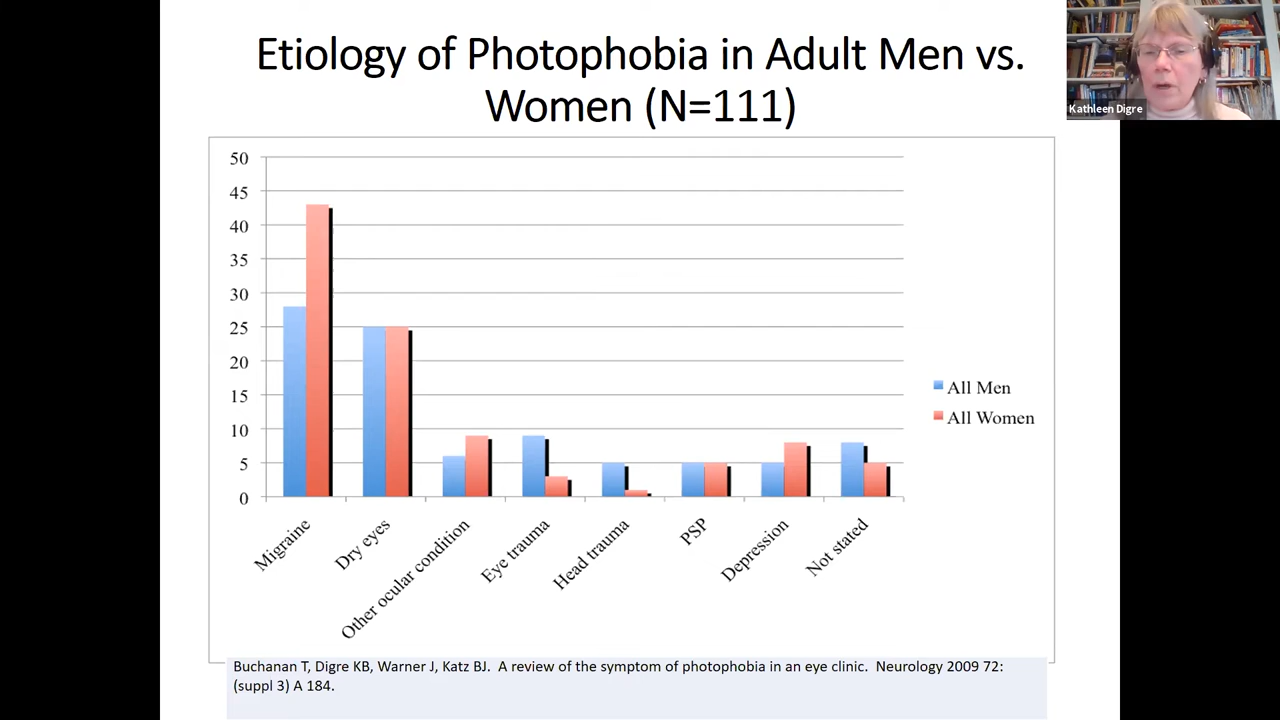 Etiology of Photophobia in Adult Men vs.
Women (N=111)
Kathleen Digre
50
45
40
35
30
25
20
15
10
5
0
Migraine
Dry eyes
Other ocular condition
Eye trauma
Head trauma
PSP
Depression
Not stated
All Men
All Women
Buchanan T, Digre KB, Warner J, Katz BJ.  A review of the symptom of photophobia in an eye clinic.  Neurology 2009 72:
(suppl 3) A 184.